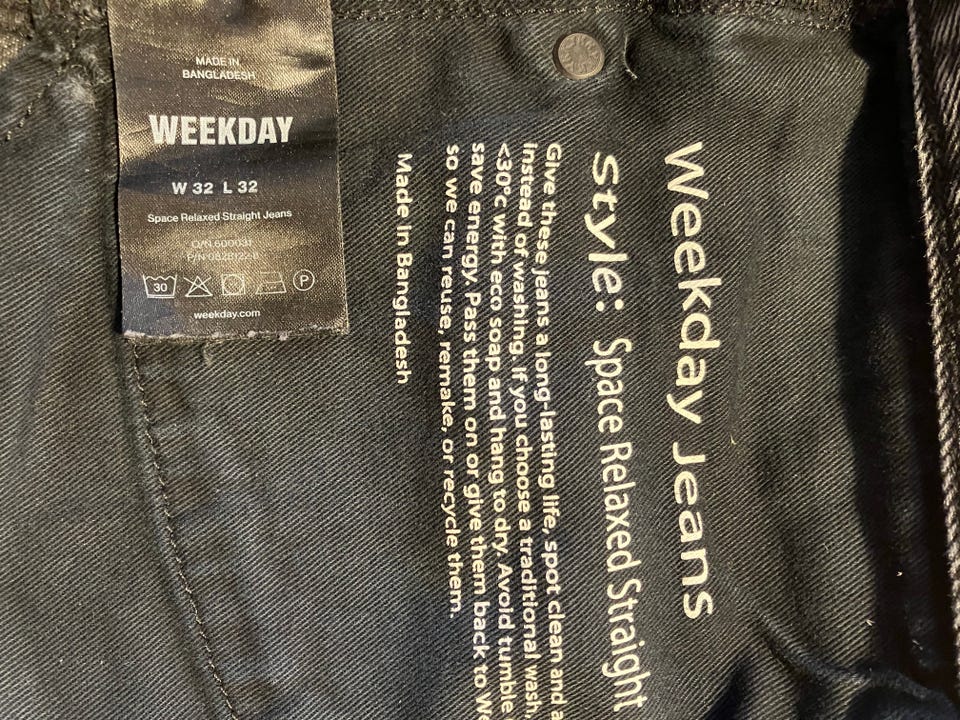 MADE IN
BANGLADESH
WEEKDAY
W 32 L 32
Space Relaxed Straight Jeans
O/N 600031
weekday.com
30
P
Weekday Jeans
Style: Space Relaxed Straight
Give these jeans a long-lasting life, spot clean and
instead of washing. If you choose a traditional wash,
<30°c with eco soap and hang to dry. Avoid tumble
save energy. Pass them on or give them back to We
so we can reuse, remake, or recycle them.
Made In Bangladesh